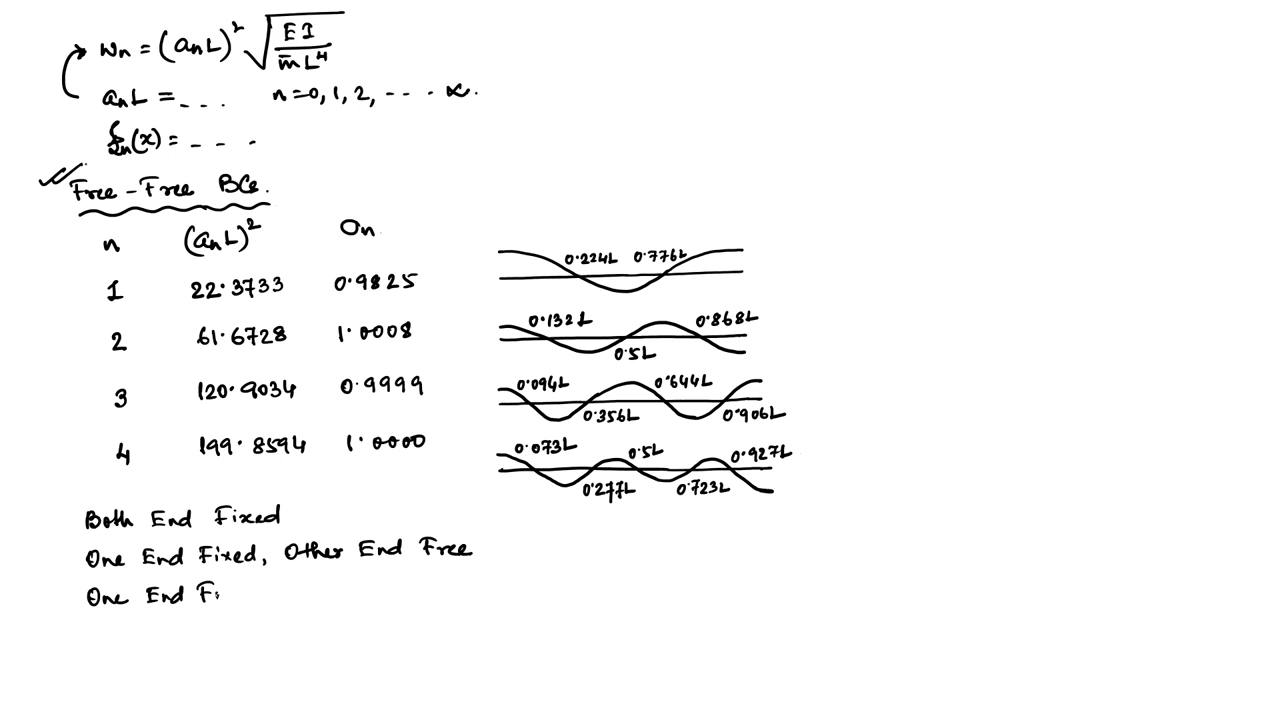 ωn = (anL)² √(EI / m̄L⁴)
anL = - - - n=0, 1, 2, - - - ∝.
Φn(x) = - - -
Free - Free BCs.
n (anL)² σn
1 22.3733 0.9825
0.224L 0.776L
2 61.6728 1.0008
0.132L 0.868L
0.5L
3 120.9034 0.9999
0.094L 0.644L
0.356L 0.906L
4 199.8594 1.0000
0.073L 0.5L 0.927L
0.277L 0.723L
Both End Fixed
One End Fixed, Other End Free
One End Fi